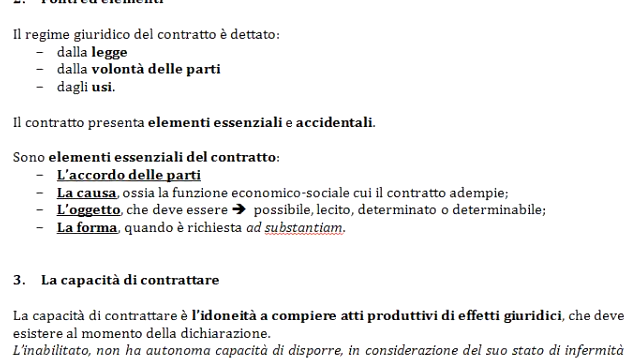 2. Fonti ed elementi
Il regime giuridico del contratto è dettato:
– dalla legge
– dalla volontà delle parti
– dagli usi.
Il contratto presenta elementi essenziali e accidentali.
Sono elementi essenziali del contratto:
– L'accordo delle parti
– La causa, ossia la funzione economico-sociale cui il contratto adempie;
– L'oggetto, che deve essere ➔ possibile, lecito, determinato o determinabile;
– La forma, quando è richiesta ad substantiam.
3. La capacità di contrattare
La capacità di contrattare è l'idoneità a compiere atti produttivi di effetti giuridici, che deve
esistere al momento della dichiarazione.
L'inabilitato, non ha autonoma capacità di disporre, in considerazione del suo stato di infermità